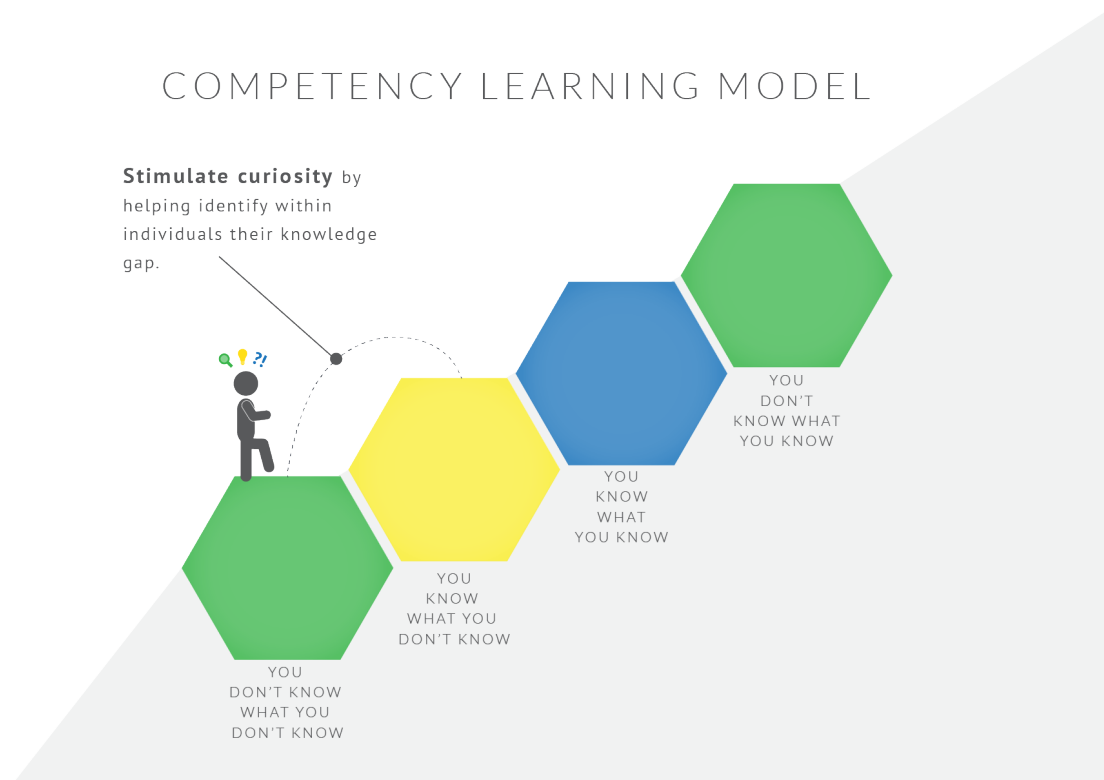 COMPETENCY LEARNING MODEL
Stimulate curiosity by
helping identify within
individuals their knowledge
gap.
?!
YOU
DON'T
KNOW WHAT
YOU KNOW
YOU
KNOW
WHAT
YOU KNOW
YOU
KNOW
WHAT YOU
DON'T KNOW
YOU
DON'T KNOW
WHAT YOU
DON'T KNOW